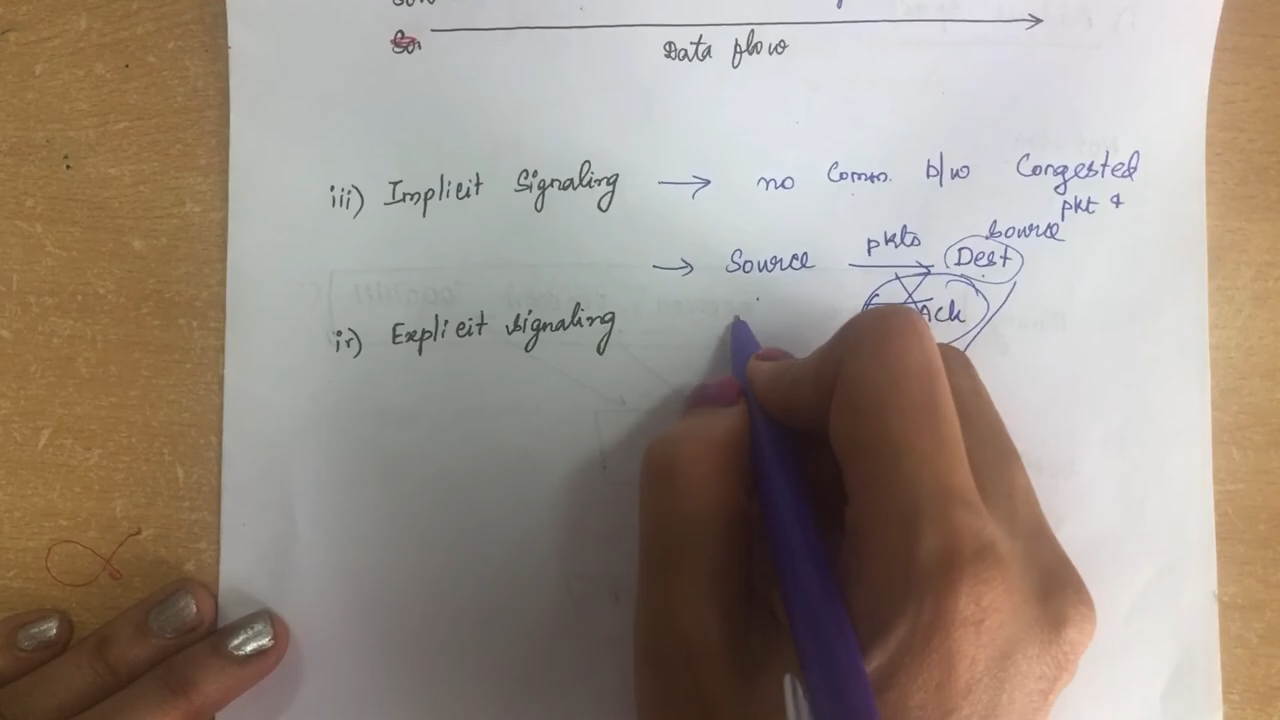 Data flow
iii) Implicit Signaling → no Comm. b/w Congested
pkt &
source
→ Source pkts → Dest
Ack
iv) Explicit signaling